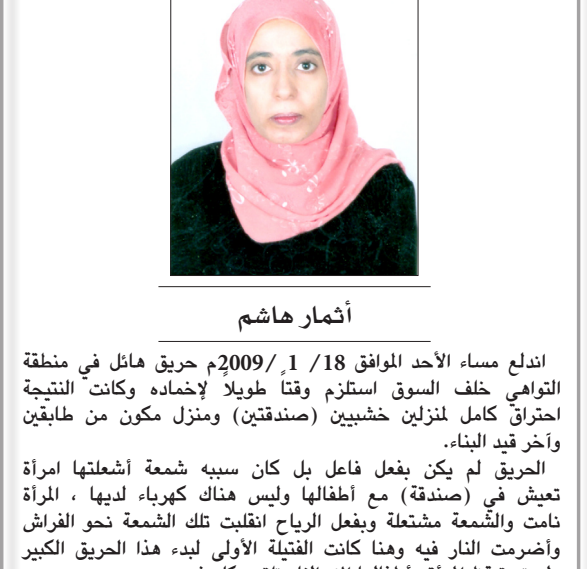 أثمار هاشم
اندلع مساء الأحد الموافق 18/ 1 /2009م حريق هائل في منطقة
التواهي خلف السوق استلزم وقتاً طويلاً لإخماده وكانت النتيجة
احتراق كامل لمنزلين خشبيين (صندقتين) ومنزل مكون من طابقين
وآخر قيد البناء.
الحريق لم يكن بفعل فاعل بل كان سببه شمعة أشعلتها امرأة
تعيش في (صندقة) مع أطفالها وليس هناك كهرباء لديها ، المرأة
نامت والشمعة مشتعلة وبفعل الرياح انقلبت تلك الشمعة نحو الفراش
وأضرمت النار فيه وهنا كانت الفتيلة الأولى لبدء هذا الحريق الكبير